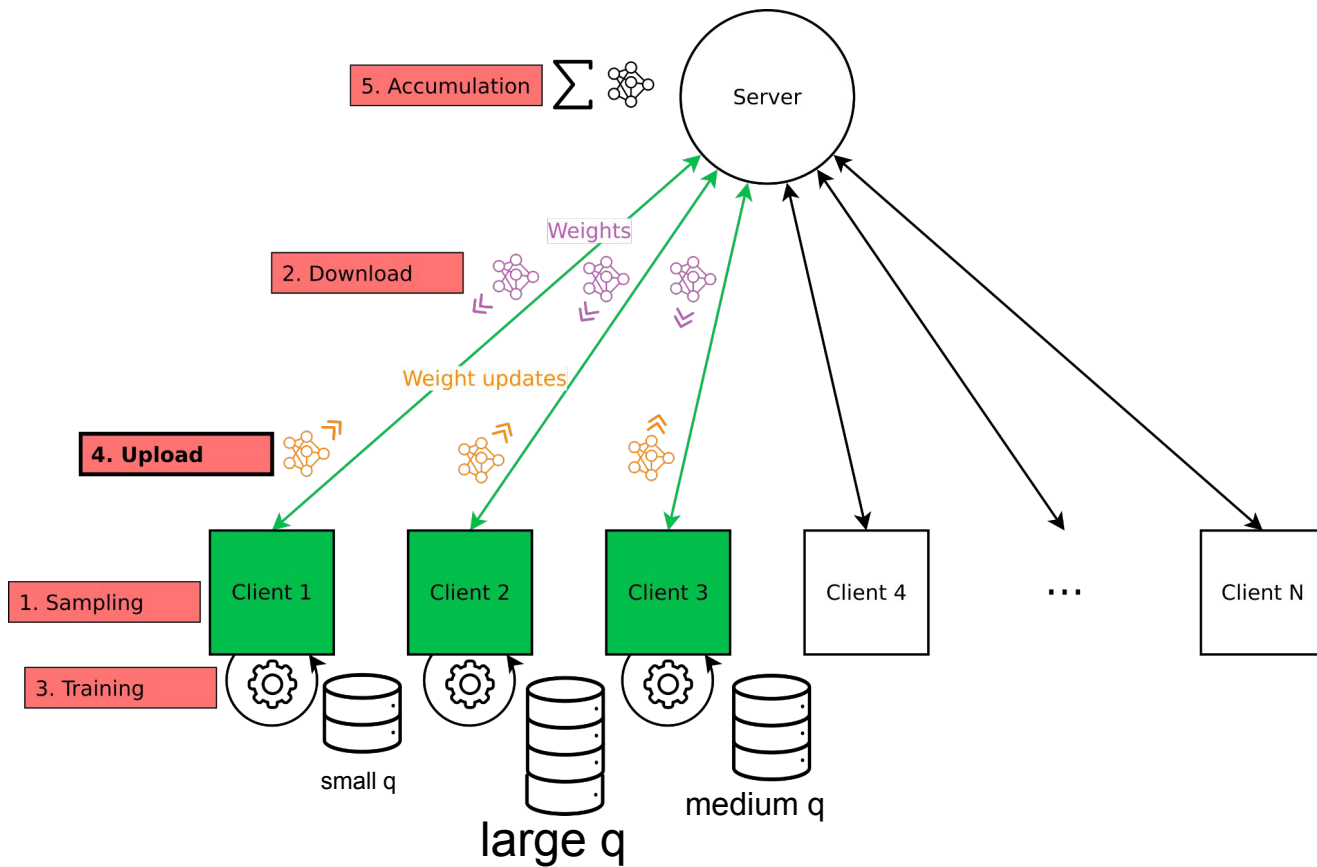 5. Accumulation
Σ
Server
Weights
2. Download
Weight updates
4. Upload
Client 1
Client 2
Client 3
Client 4
...
Client N
1. Sampling
3. Training
small q
large q
medium q